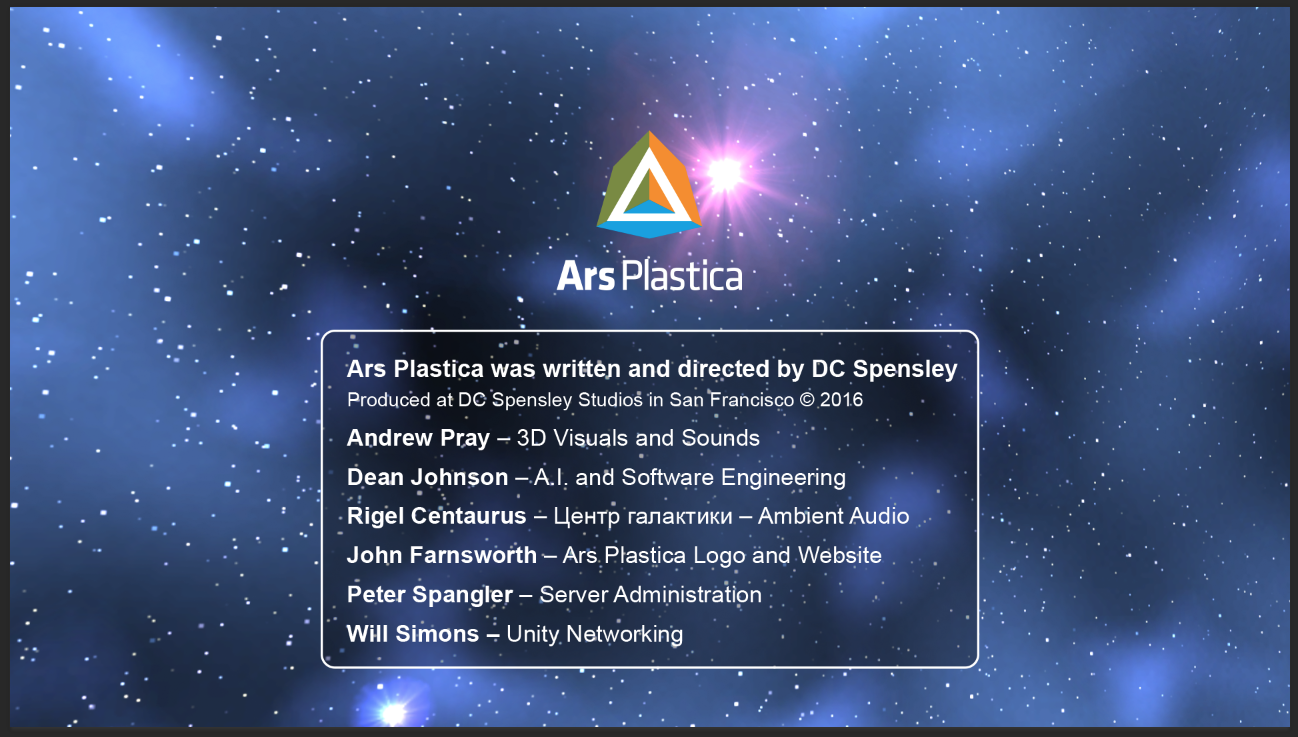 Ars Plastica
Ars Plastica was written and directed by DC Spensley
Produced at DC Spensley Studios in San Francisco © 2016
Andrew Pray – 3D Visuals and Sounds
Dean Johnson – A.I. and Software Engineering
Rigel Centaurus – Центр галактики – Ambient Audio
John Farnsworth – Ars Plastica Logo and Website
Peter Spangler – Server Administration
Will Simons – Unity Networking